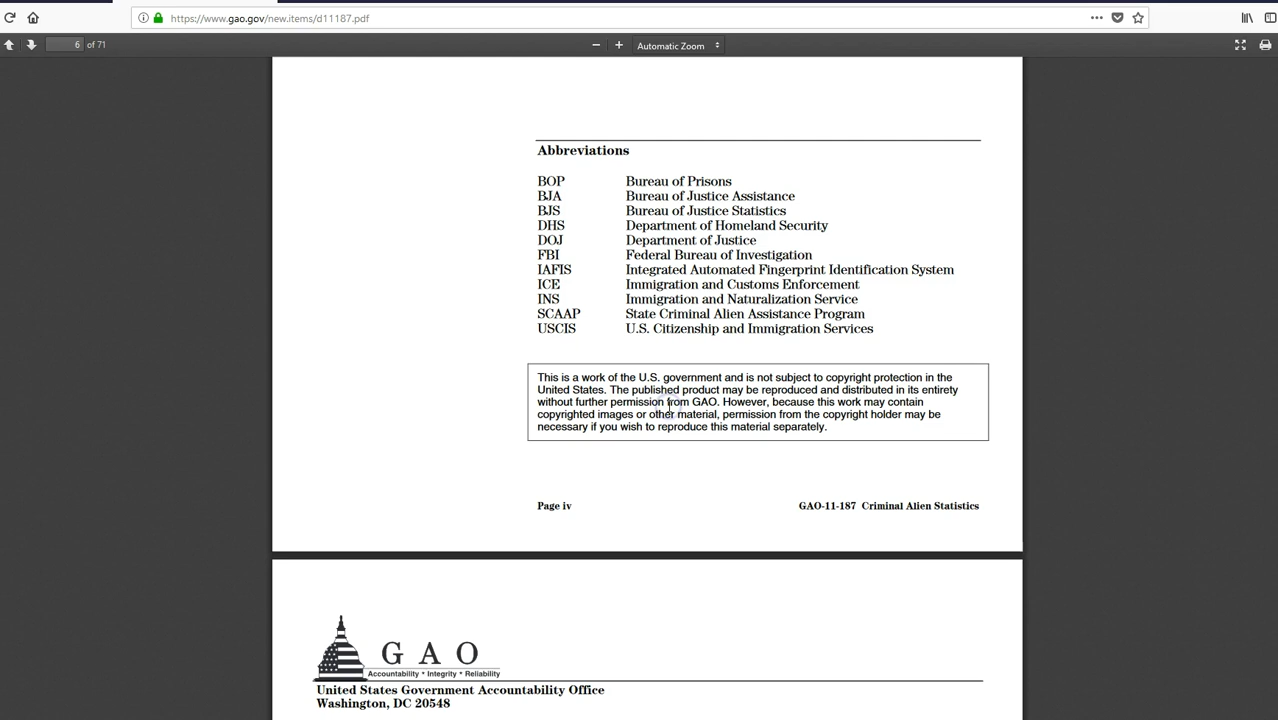 https://www.gao.gov/new.items/d11187.pdf
6 of 71
Automatic Zoom
Abbreviations
BOP Bureau of Prisons
BJA Bureau of Justice Assistance
BJS Bureau of Justice Statistics
DHS Department of Homeland Security
DOJ Department of Justice
FBI Federal Bureau of Investigation
IAFIS Integrated Automated Fingerprint Identification System
ICE Immigration and Customs Enforcement
INS Immigration and Naturalization Service
SCAAP State Criminal Alien Assistance Program
USCIS U.S. Citizenship and Immigration Services
This is a work of the U.S. government and is not subject to copyright protection in the
United States. The published product may be reproduced and distributed in its entirety
without further permission from GAO. However, because this work may contain
copyrighted images or other material, permission from the copyright holder may be
necessary if you wish to reproduce this material separately.
Page iv GAO-11-187 Criminal Alien Statistics
GAO
Accountability * Integrity * Reliability
United States Government Accountability Office
Washington, DC 20548